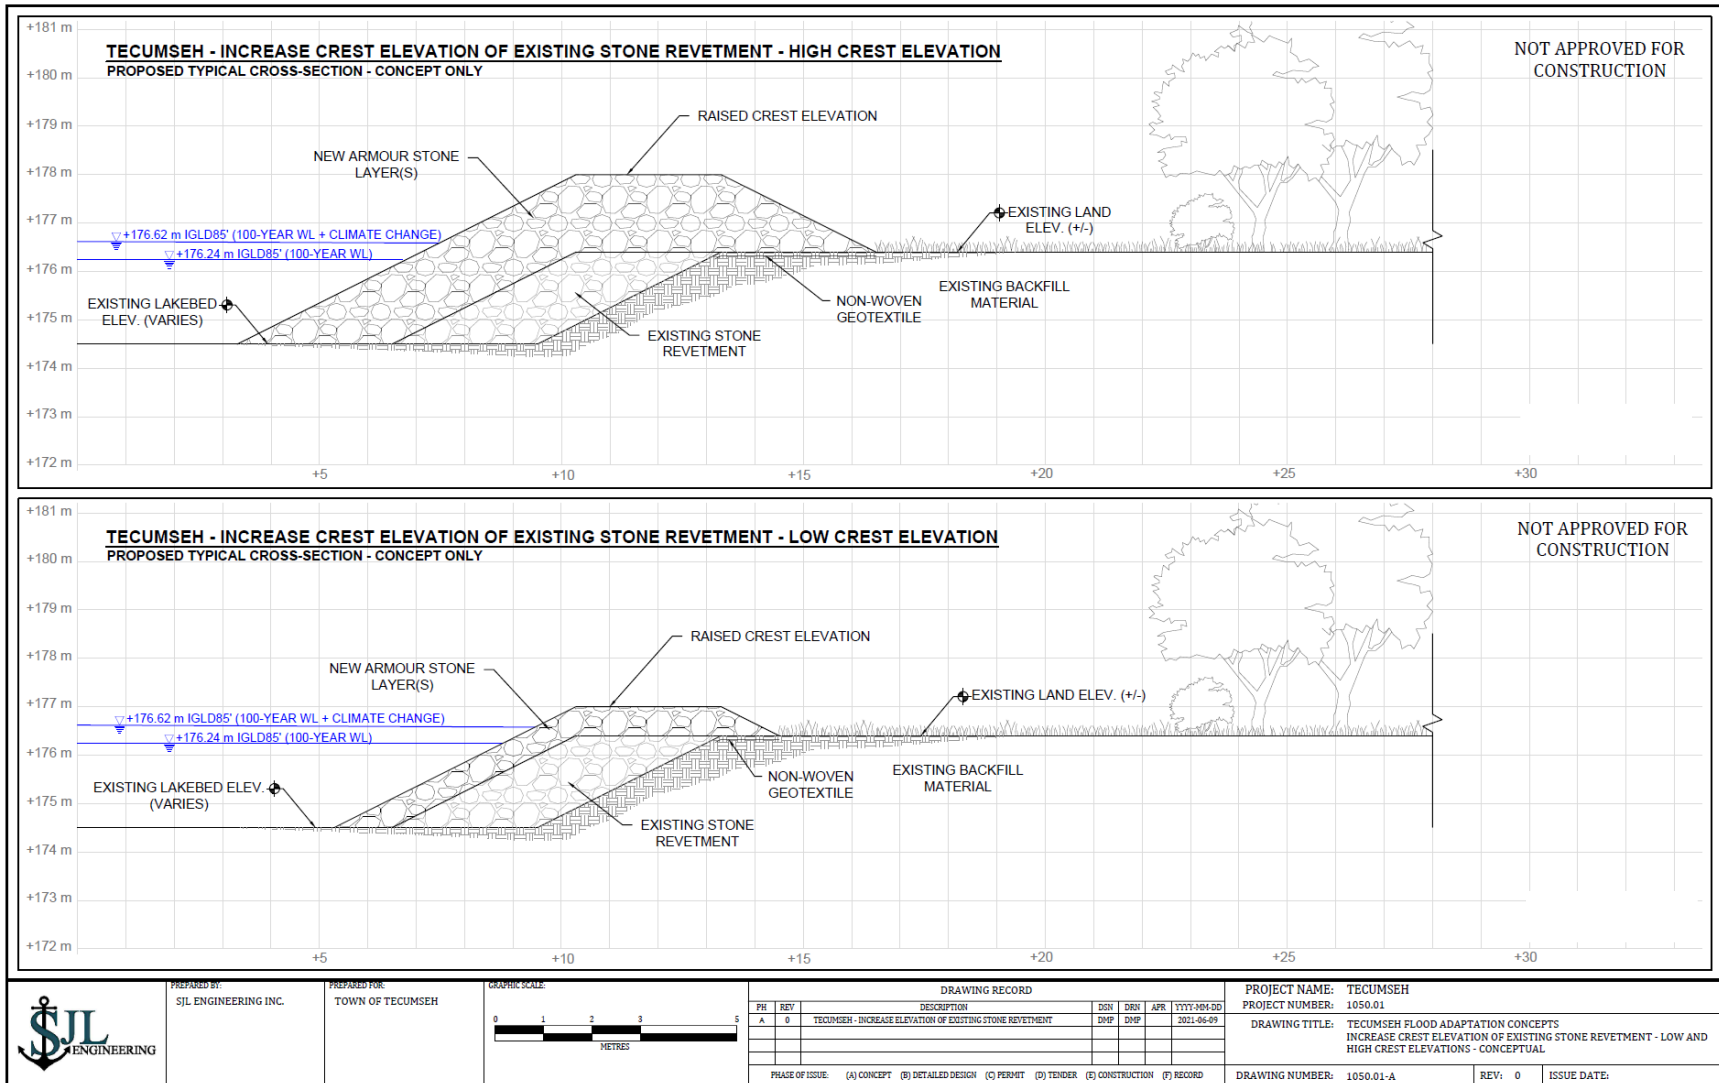 +181 m
TECUMSEH - INCREASE CREST ELEVATION OF EXISTING STONE REVETMENT - HIGH CREST ELEVATION
PROPOSED TYPICAL CROSS-SECTION - CONCEPT ONLY
NOT APPROVED FOR
CONSTRUCTION
+180 m
+179 m
RAISED CREST ELEVATION
NEW ARMOUR STONE
LAYER(S)
+178 m
+177 m
EXISTING LAND
ELEV. (+/-)
+176.62 m IGLD85' (100-YEAR WL + CLIMATE CHANGE)
+176.24 m IGLD85' (100-YEAR WL)
+176 m
EXISTING LAKEBED
ELEV. (VARIES)
NON-WOVEN
GEOTEXTILE
EXISTING BACKFILL
MATERIAL
+175 m
EXISTING STONE
REVETMENT
+174 m
+173 m
+172 m
+5
+10
+15
+20
+25
+30
+181 m
TECUMSEH - INCREASE CREST ELEVATION OF EXISTING STONE REVETMENT - LOW CREST ELEVATION
PROPOSED TYPICAL CROSS-SECTION - CONCEPT ONLY
NOT APPROVED FOR
CONSTRUCTION
+180 m
+179 m
RAISED CREST ELEVATION
+178 m
NEW ARMOUR STONE
LAYER(S)
EXISTING LAND ELEV. (+/-)
+177 m
+176.62 m IGLD85' (100-YEAR WL + CLIMATE CHANGE)
+176.24 m IGLD85' (100-YEAR WL)
+176 m
EXISTING LAKEBED ELEV.
(VARIES)
NON-WOVEN
GEOTEXTILE
EXISTING BACKFILL
MATERIAL
+175 m
EXISTING STONE
REVETMENT
+174 m
+173 m
+172 m
+5
+10
+15
+20
+25
+30
SJL
ENGINEERING
PREPARED BY:
SJL ENGINEERING INC.
PREPARED FOR:
TOWN OF TECUMSEH
GRAPHIC SCALE:
0 1 2 3 5
METRES
DRAWING RECORD
PH REV DESCRIPTION DSN DRN APR YYYY-MM-DD
A 0 TECUMSEH - INCREASE ELEVATION OF EXISTING STONE REVETMENT DMP DMP 2021-06-09
PHASE OF ISSUE: (A) CONCEPT (B) DETAILED DESIGN (C) PERMIT (D) TENDER (E) CONSTRUCTION (F) RECORD
PROJECT NAME: TECUMSEH
PROJECT NUMBER: 1050.01
DRAWING TITLE: TECUMSEH FLOOD ADAPTATION CONCEPTS
INCREASE CREST ELEVATION OF EXISTING STONE REVETMENT - LOW AND
HIGH CREST ELEVATIONS - CONCEPTUAL
DRAWING NUMBER: 1050.01-A
REV: 0
ISSUE DATE: